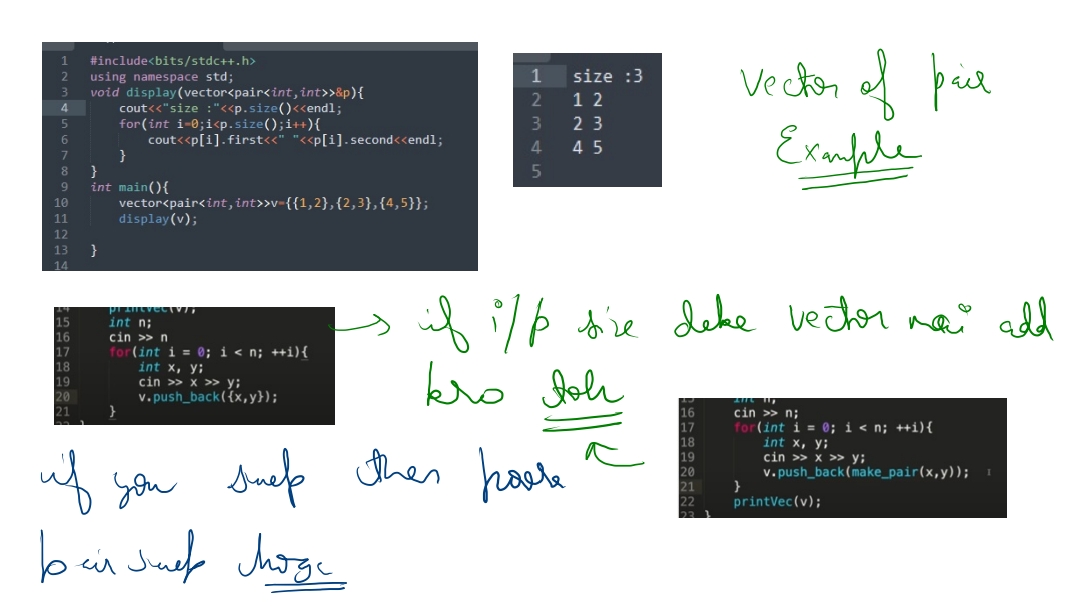 1 #include<bits/stdc++.h>
2 using namespace std;
3 void display(vector<pair<int,int>>&p){
4 cout<<"size :"<<p.size()<<endl;
5 for(int i=0;i<p.size();i++){
6 cout<<p[i].first<<" "<<p[i].second<<endl;
7 }
8 }
9 int main(){
10 vector<pair<int,int>>v={{1,2},{2,3},{4,5}};
11 display(v);
12
13 }
14
1 size :3
2 1 2
3 2 3
4 4 5
5
Vector of pair
Example
14 printVec(v);
15 int n;
16 cin >> n
17 for(int i = 0; i < n; ++i){
18 int x, y;
19 cin >> x >> y;
20 v.push_back({x,y});
21 }
if i/p size deke vector mai add
kro toh
15 int n;
16 cin >> n;
17 for(int i = 0; i < n; ++i){
18 int x, y;
19 cin >> x >> y;
20 v.push_back(make_pair(x,y));
21 }
22 printVec(v);
23 }
if you swap then poora
pair swap hoga